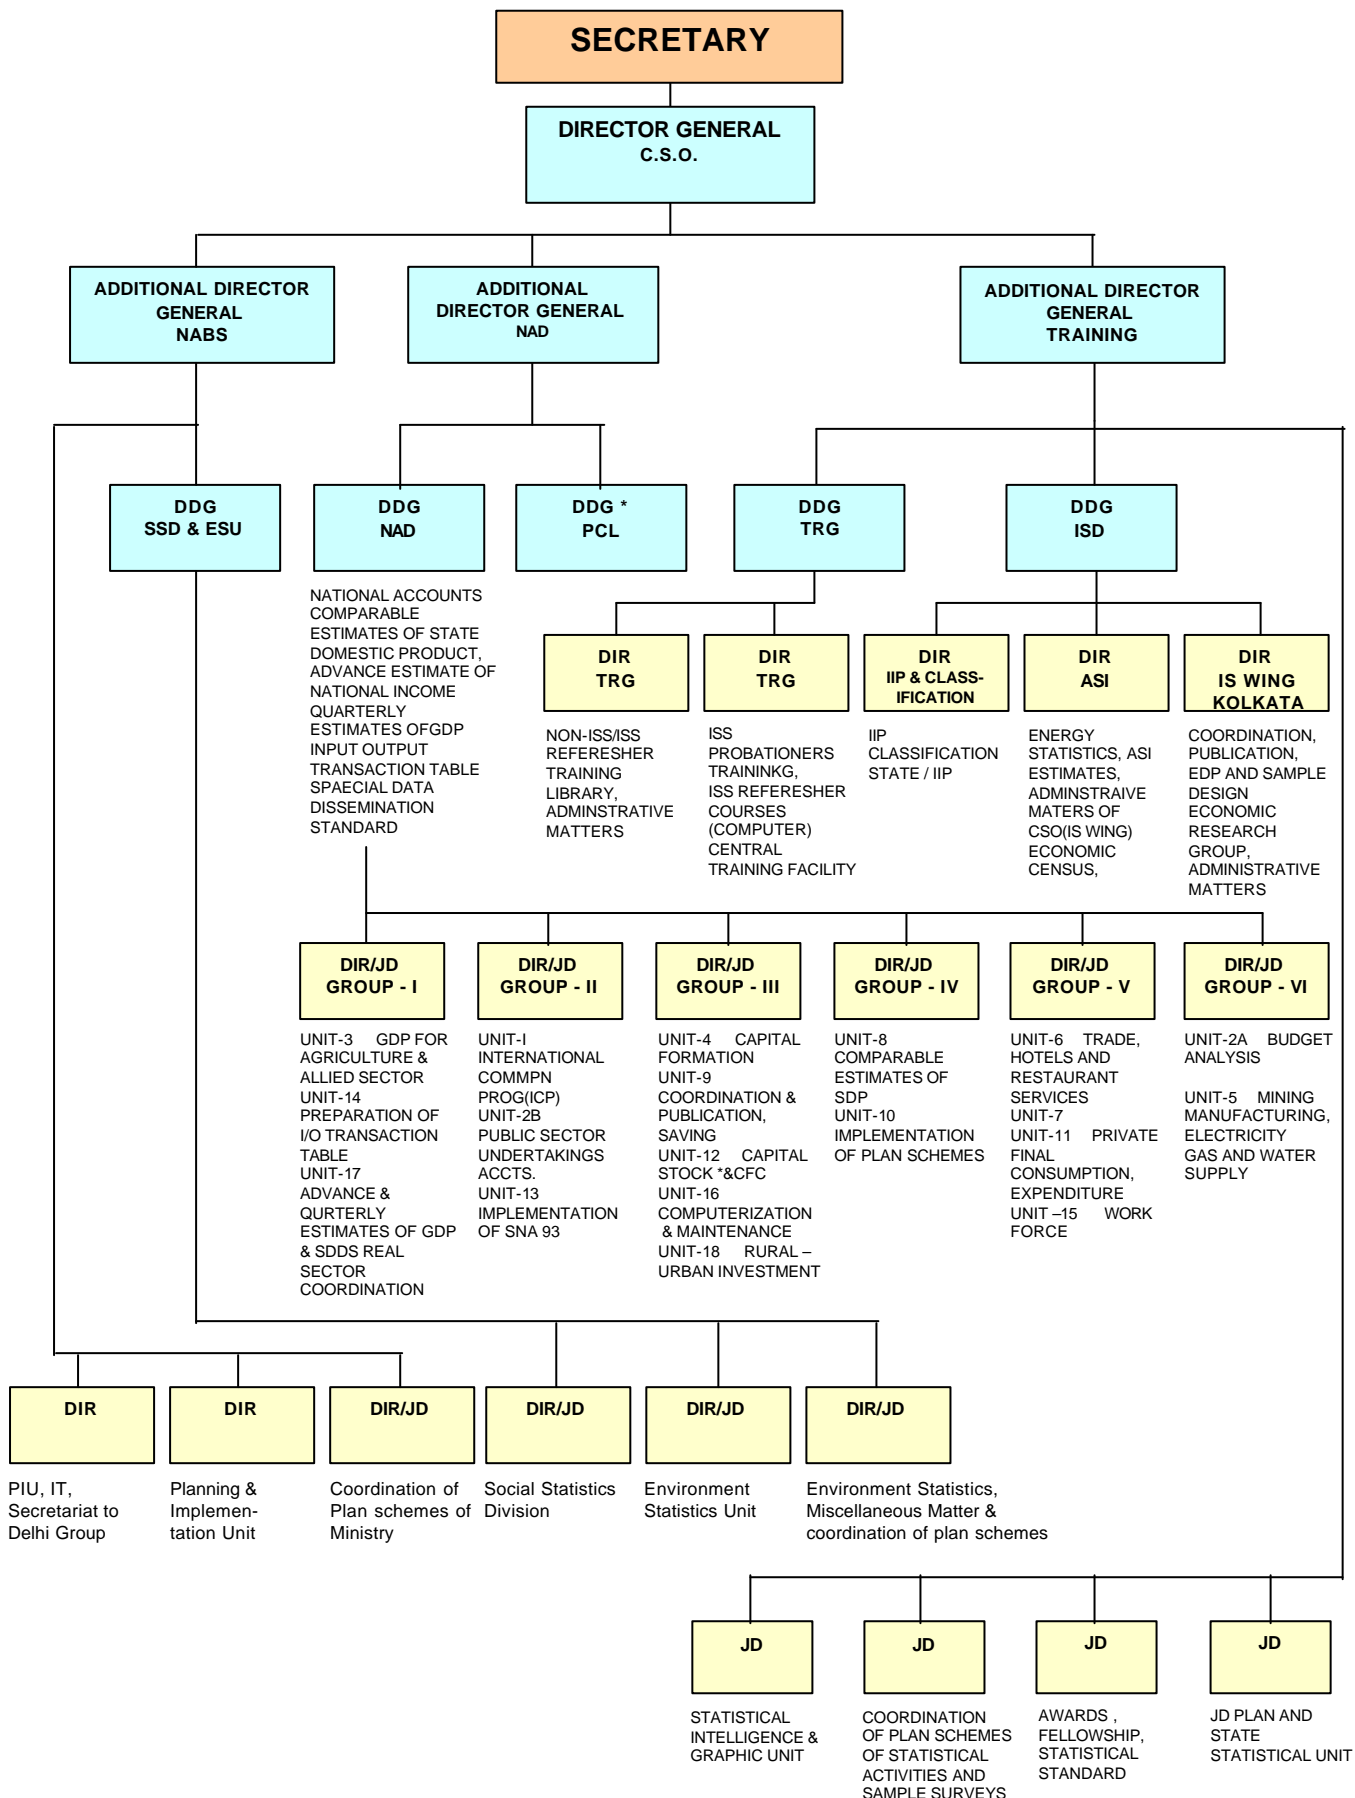 SECRETARY
DIRECTOR GENERAL
C.S.O.
ADDITIONAL DIRECTOR
GENERAL
NABS
ADDITIONAL
DIRECTOR GENERAL
NAD
ADDITIONAL DIRECTOR
GENERAL
TRAINING
DDG
SSD & ESU
DDG
NAD
DDG *
PCL
DDG
TRG
DDG
ISD
NATIONAL ACCOUNTS
COMPARABLE
ESTIMATES OF STATE
DOMESTIC PRODUCT,
ADVANCE ESTIMATE OF
NATIONAL INCOME
QUARTERLY
ESTIMATES OFGDP
INPUT OUTPUT
TRANSACTION TABLE
SPAECIAL DATA
DISSEMINATION
STANDARD
DIR
TRG
DIR
TRG
DIR
IIP & CLASS-
IFICATION
DIR
ASI
DIR
IS WING
KOLKATA
NON-ISS/ISS
REFERESHER
TRAINING
LIBRARY,
ADMINSTRATIVE
MATTERS
ISS
PROBATIONERS
TRAININKG,
ISS REFERESHER
COURSES
(COMPUTER)
CENTRAL
TRAINING FACILITY
IIP
CLASSIFICATION
STATE / IIP
ENERGY
STATISTICS, ASI
ESTIMATES,
ADMINSTRAIVE
MATERS OF
CSO(IS WING)
ECONOMIC
CENSUS,
COORDINATION,
PUBLICATION,
EDP AND SAMPLE
DESIGN
ECONOMIC
RESEARCH
GROUP,
ADMINISTRATIVE
MATTERS
DIR/JD
GROUP - I
DIR/JD
GROUP - II
DIR/JD
GROUP - III
DIR/JD
GROUP - IV
DIR/JD
GROUP - V
DIR/JD
GROUP - VI
UNIT-3 GDP FOR
AGRICULTURE &
ALLIED SECTOR
UNIT-14
PREPARATION OF
I/O TRANSACTION
TABLE
UNIT-17
ADVANCE &
QURTERLY
ESTIMATES OF GDP
& SDDS REAL
SECTOR
COORDINATION
UNIT-I
INTERNATIONAL
COMMPN
PROG(ICP)
UNIT-2B
PUBLIC SECTOR
UNDERTAKINGS
ACCTS.
UNIT-13
IMPLEMENTATION
OF SNA 93
UNIT-4 CAPITAL
FORMATION
UNIT-9
COORDINATION &
PUBLICATION,
SAVING
UNIT-12 CAPITAL
STOCK *&CFC
UNIT-16
COMPUTERIZATION
& MAINTENANCE
UNIT-18 RURAL –
URBAN INVESTMENT
UNIT-8
COMPARABLE
ESTIMATES OF
SDP
UNIT-10
IMPLEMENTATION
OF PLAN SCHEMES
UNIT-6 TRADE,
HOTELS AND
RESTAURANT
SERVICES
UNIT-7
UNIT-11 PRIVATE
FINAL
CONSUMPTION,
EXPENDITURE
UNIT –15 WORK
FORCE
UNIT-2A BUDGET
ANALYSIS
UNIT-5 MINING
MANUFACTURING,
ELECTRICITY
GAS AND WATER
SUPPLY
DIR
DIR
DIR/JD
DIR/JD
DIR/JD
DIR/JD
PIU, IT,
Secretariat to
Delhi Group
Planning &
Implemen-
tation Unit
Coordination of
Plan schemes of
Ministry
Social Statistics
Division
Environment
Statistics Unit
Environment Statistics,
Miscellaneous Matter &
coordination of plan schemes
JD
JD
JD
JD
STATISTICAL
INTELLIGENCE &
GRAPHIC UNIT
COORDINATION
OF PLAN SCHEMES
OF STATISTICAL
ACTIVITIES AND
SAMPLE SURVEYS
AWARDS ,
FELLOWSHIP,
STATISTICAL
STANDARD
JD PLAN AND
STATE
STATISTICAL UNIT